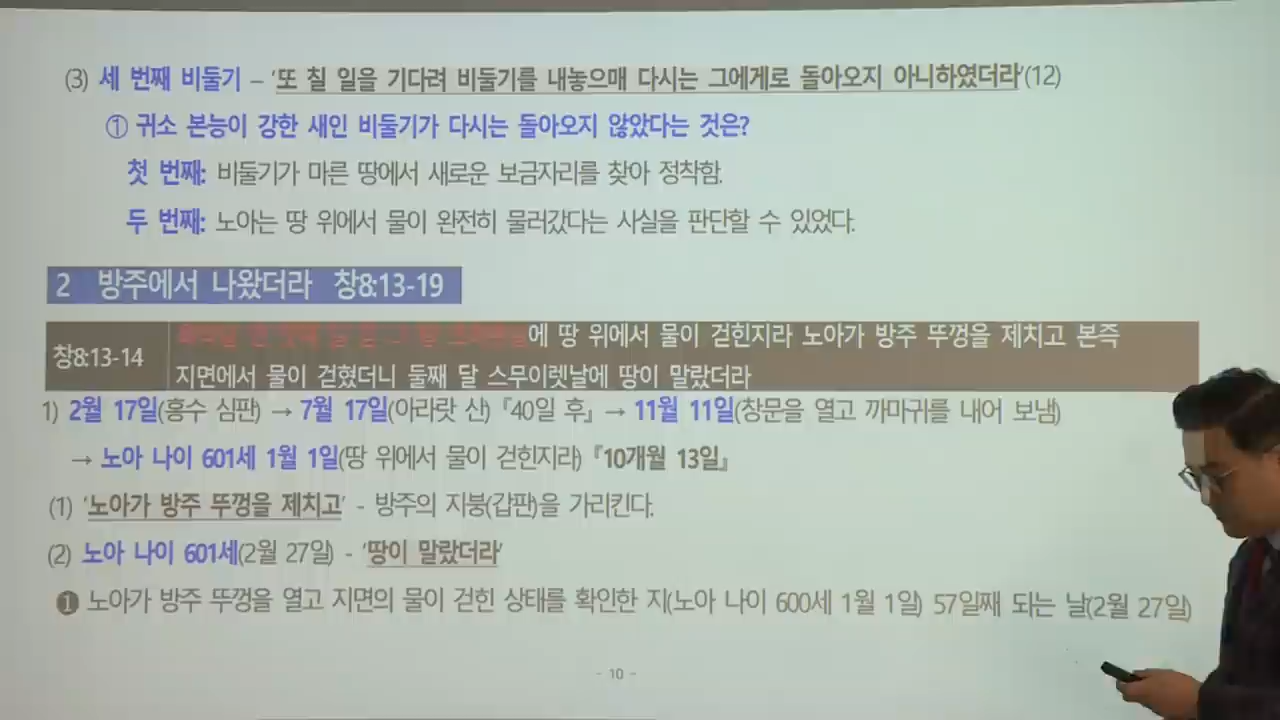 (3) 세 번째 비둘기 – '또 칠 일을 기다려 비둘기를 내놓으매 다시는 그에게로 돌아오지 아니하였더라'(12)
① 귀소 본능이 강한 새인 비둘기가 다시는 돌아오지 않았다는 것은?
첫 번째: 비둘기가 마른 땅에서 새로운 보금자리를 찾아 정착함.
두 번째: 노아는 땅 위에서 물이 완전히 물러갔다는 사실을 판단할 수 있었다.
2 방주에서 나왔더라 창8:13-19
창8:13-14
에 땅 위에서 물이 걷힌지라 노아가 방주 뚜껑을 제치고 본즉
지면에서 물이 걷혔더니 둘째 달 스무이렛날에 땅이 말랐더라
1) 2월 17일(홍수 심판) → 7월 17일(아라랏 산)『40일 후』 → 11월 11일(창문을 열고 까마귀를 내어 보냄)
→ 노아 나이 601세 1월 1일(땅 위에서 물이 걷힌지라)『10개월 13일』
(1) '노아가 방주 뚜껑을 제치고' - 방주의 지붕(갑판)을 가리킨다.
(2) 노아 나이 601세(2월 27일) - '땅이 말랐더라'
❶ 노아가 방주 뚜껑을 열고 지면의 물이 걷힌 상태를 확인한 지(노아 나이 600세 1월 1일) 57일째 되는 날(2월 27일)
- 10 -